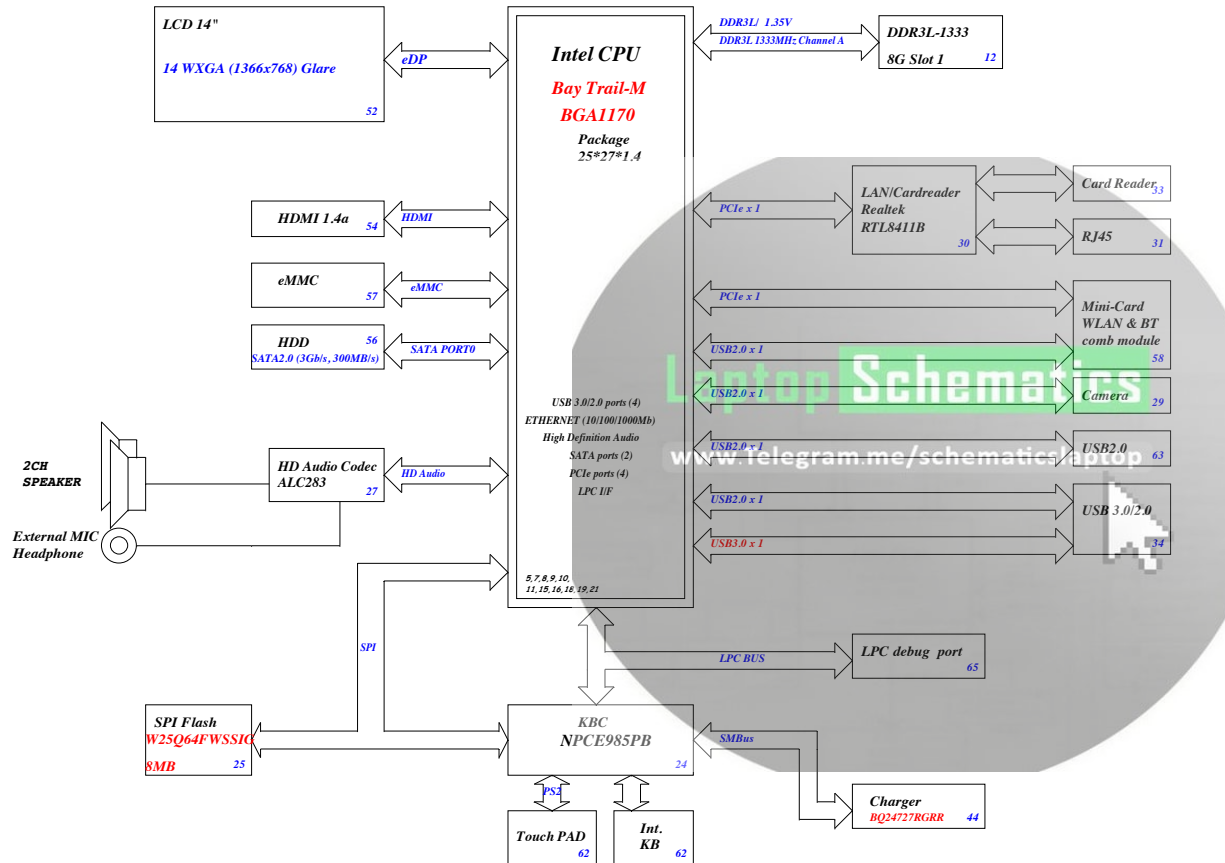 LCD 14"
14 WXGA (1366x768) Glare
52
eDP
Intel CPU
Bay Trail-M
BGA1170
Package
25*27*1.4
DDR3L/ 1.35V
DDR3L 1333MHz Channel A
DDR3L-1333
8G Slot 1
12
HDMI 1.4a
54
HDMI
eMMC
57
eMMC
HDD
56
SATA2.0 (3Gb/s, 300MB/s)
SATA PORT0
PCIe x 1
LAN/Cardreader
Realtek
RTL8411B
30
Card Reader
33
RJ45
31
PCIe x 1
USB2.0 x 1
Mini-Card
WLAN & BT
comb module
58
Laptop Schematics
USB2.0 x 1
Camera
29
www.Telegram.me/schematicslaptop
USB2.0 x 1
USB2.0
63
USB2.0 x 1
USB3.0 x 1
USB 3.0/2.0
34
USB 3.0/2.0 ports (4)
ETHERNET (10/100/1000Mb)
High Definition Audio
SATA ports (2)
PCIe ports (4)
LPC I/F
2CH
SPEAKER
HD Audio Codec
ALC283
27
HD Audio
External MIC
Headphone
5,7,8,9,10,
11,15,16,18,19,21
SPI
LPC BUS
LPC debug port
65
SPI Flash
W25Q64FWSSIG
8MB
25
KBC
NPCE985PB
24
SMBus
Charger
BQ24727RGRR
44
PS2
Touch PAD
62
Int.
KB
62